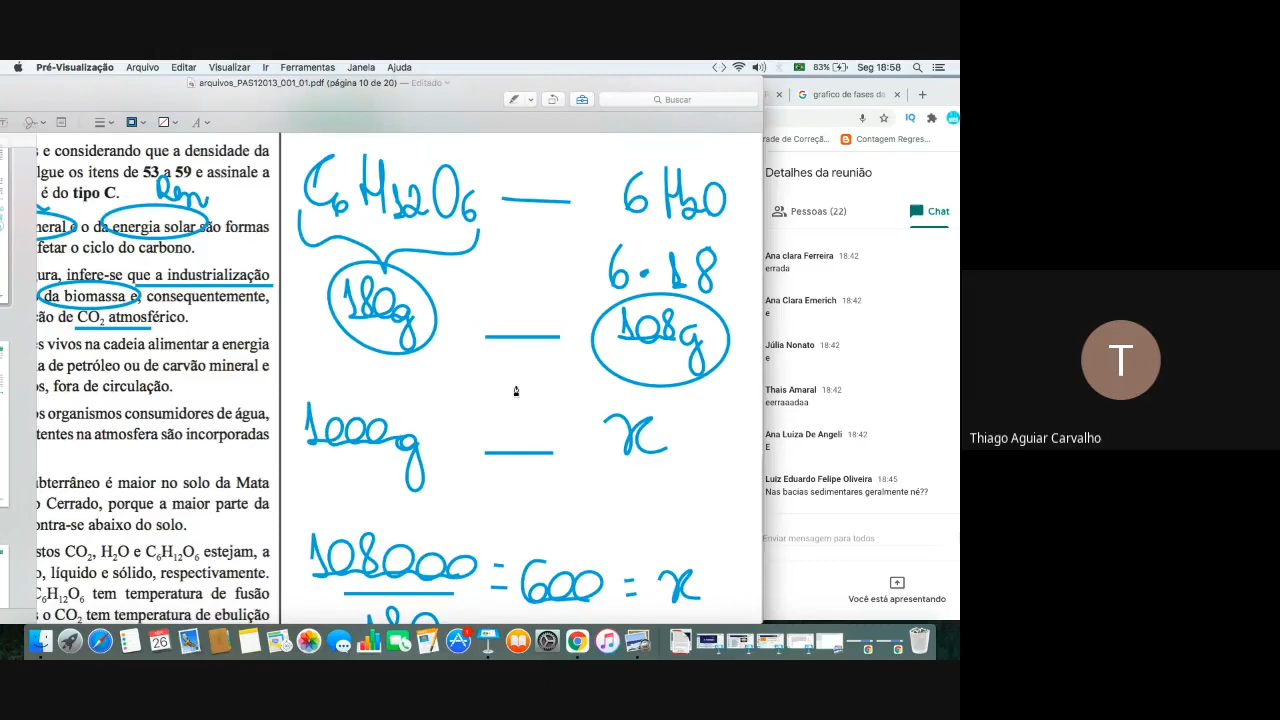 Pré-Visualização Arquivo Editar Visualizar Ir Ferramentas Janela Ajuda 83% Seg 18:58
arquivos_PAS12013_001_01.pdf (página 10 de 20) — Editado
Buscar
grafico de fases da
IQ
rade de Correçã...
Contagem Regres...
s e considerando que a densidade da
lgue os itens de 53 a 59 e assinale a
é do tipo C.
Ren
neral e o da energia solar são formas
fetar o ciclo do carbono.
ura, infere-se que a industrialização
da biomassa e, consequentemente,
ção de CO₂ atmosférico.
es vivos na cadeia alimentar a energia
a de petróleo ou de carvão mineral e
os, fora de circulação.
os organismos consumidores de água,
tentes na atmosfera são incorporadas
ubterrâneo é maior no solo da Mata
o Cerrado, porque a maior parte da
ontra-se abaixo do solo.
stos CO₂, H₂O e C₆H₁₂O₆ estejam, a
o, líquido e sólido, respectivamente.
C₆H₁₂O₆ tem temperatura de fusão
s o CO₂ tem temperatura de ebulição
C₆H₁₂O₆ — 6H₂O
6·18
180g — 108g
1000g — x
108000 = 600 = x
180
Detalhes da reunião
Pessoas (22)
Chat
Ana clara Ferreira 18:42
errada
Ana Clara Emerich 18:42
e
Júlia Nonato 18:42
e
Thais Amaral 18:42
eerraaadaa
Ana Luiza De Angeli 18:42
E
Luiz Eduardo Felipe Oliveira 18:45
Nas bacias sedimentares geralmente né??
Enviar mensagem para todos
Você está apresentando
26
T
Thiago Aguiar Carvalho